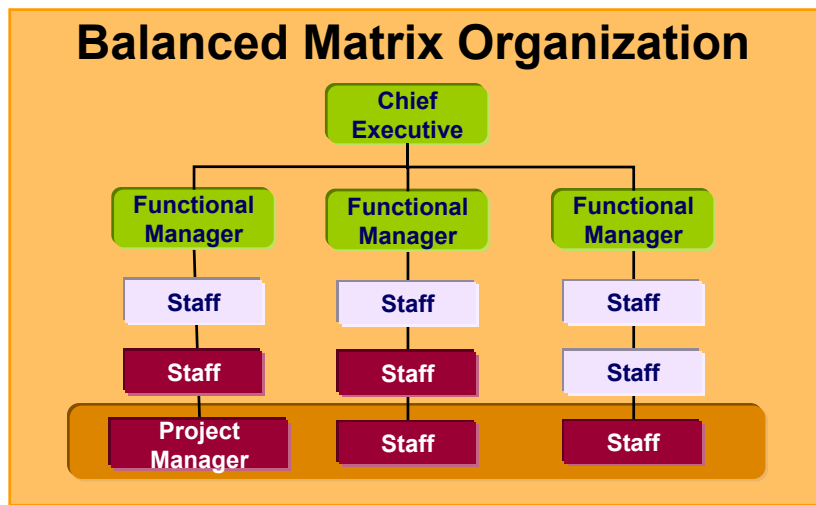 Balanced Matrix Organization
Chief
Executive
Functional
Manager
Functional
Manager
Functional
Manager
Staff
Staff
Staff
Staff
Staff
Staff
Project
Manager
Staff
Staff